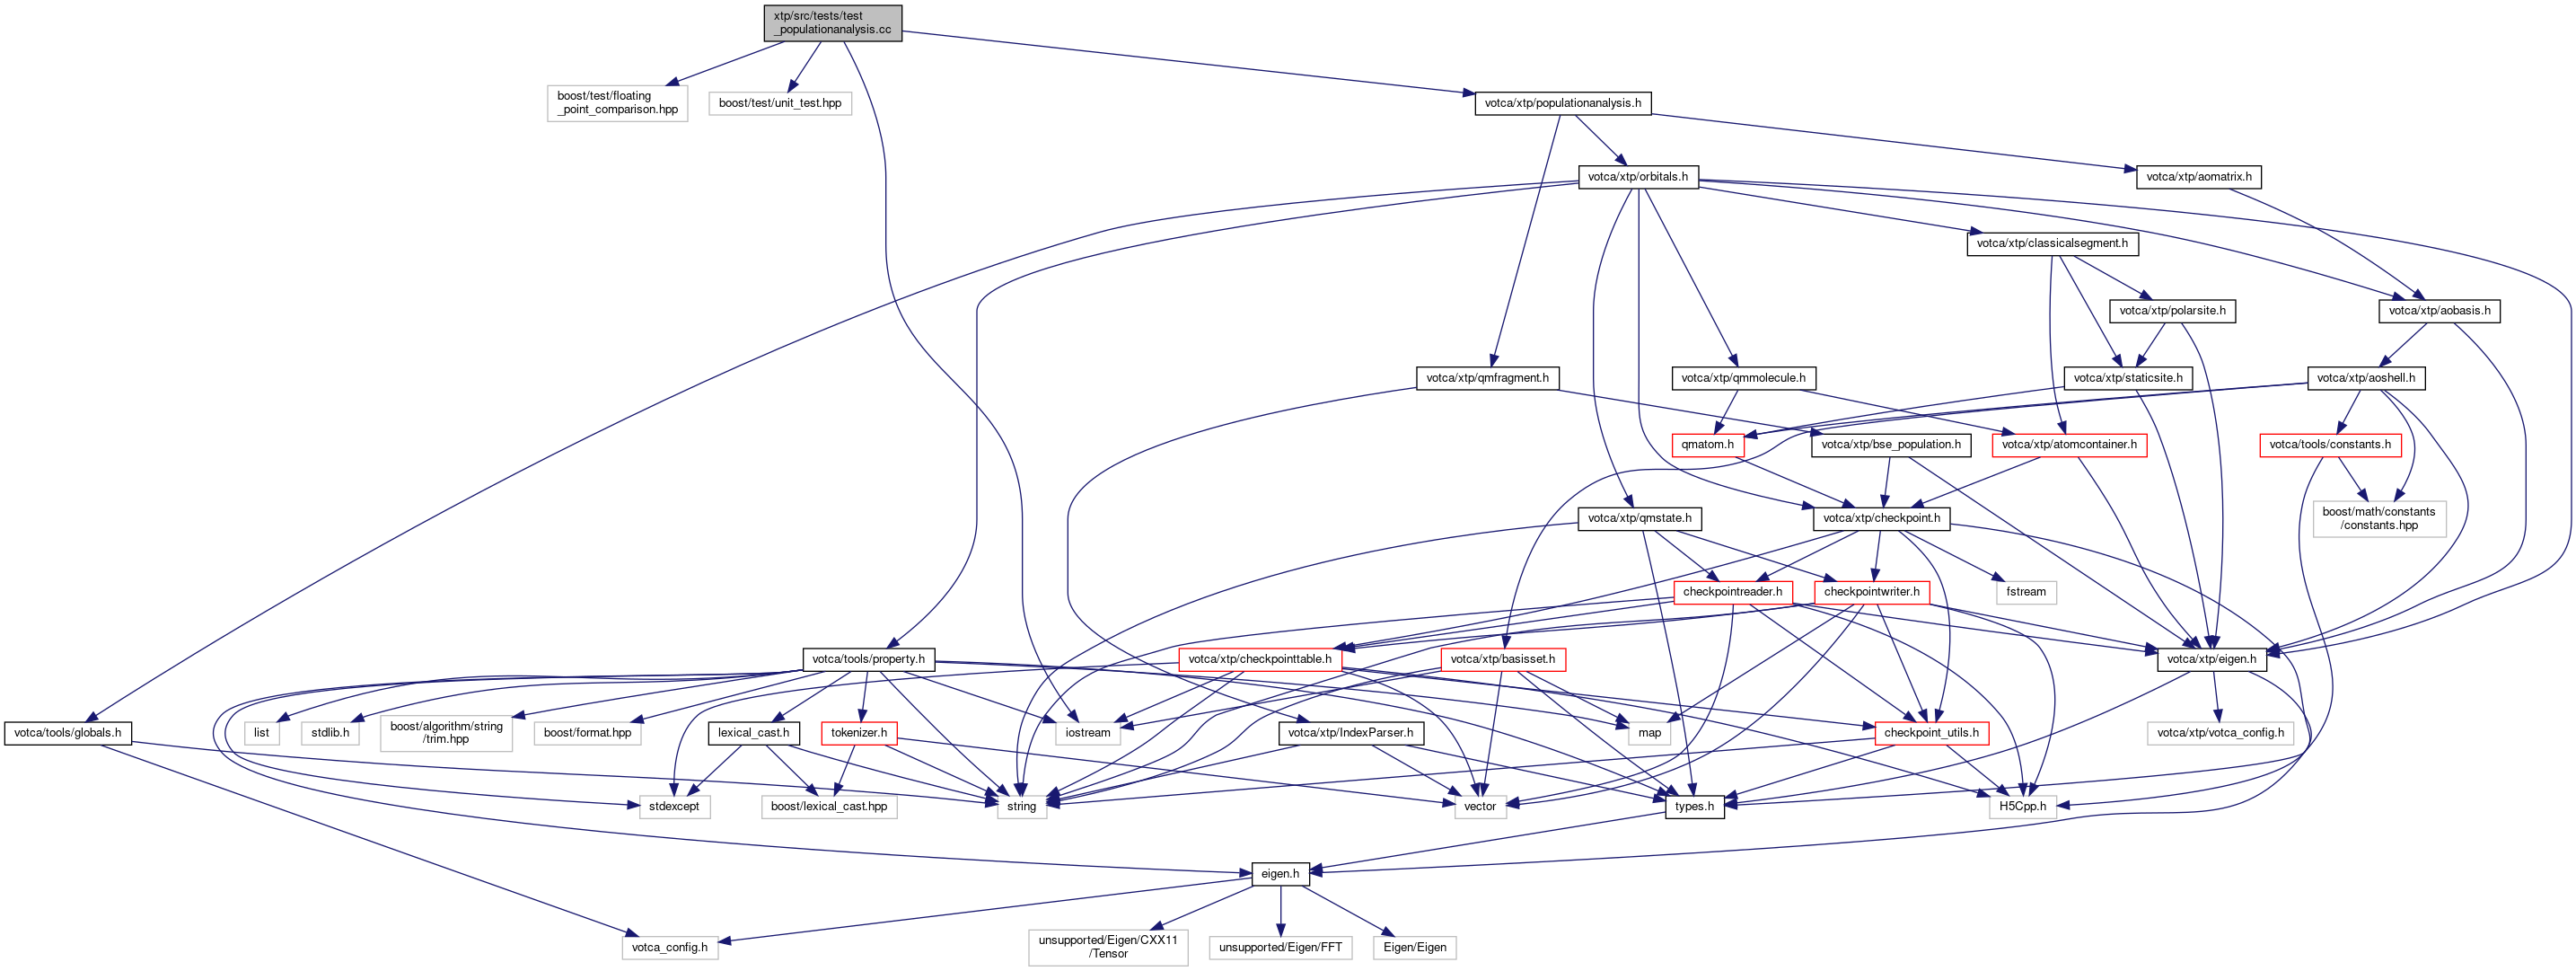 xtp/src/tests/test
_populationanalysis.cc
boost/test/floating
_point_comparison.hpp
boost/test/unit_test.hpp
votca/xtp/populationanalysis.h
votca/xtp/orbitals.h
votca/xtp/aomatrix.h
votca/xtp/classicalsegment.h
votca/xtp/polarsite.h
votca/xtp/aobasis.h
votca/xtp/qmfragment.h
votca/xtp/qmmolecule.h
votca/xtp/staticsite.h
votca/xtp/aoshell.h
qmatom.h
votca/xtp/bse_population.h
votca/xtp/atomcontainer.h
votca/tools/constants.h
votca/xtp/qmstate.h
votca/xtp/checkpoint.h
boost/math/constants
/constants.hpp
checkpointreader.h
checkpointwriter.h
fstream
votca/tools/property.h
votca/xtp/checkpointtable.h
votca/xtp/basisset.h
votca/xtp/eigen.h
votca/tools/globals.h
list
stdlib.h
boost/algorithm/string
/trim.hpp
boost/format.hpp
lexical_cast.h
tokenizer.h
iostream
votca/xtp/IndexParser.h
map
checkpoint_utils.h
votca/xtp/votca_config.h
stdexcept
boost/lexical_cast.hpp
string
vector
types.h
H5Cpp.h
eigen.h
votca_config.h
unsupported/Eigen/CXX11
/Tensor
unsupported/Eigen/FFT
Eigen/Eigen